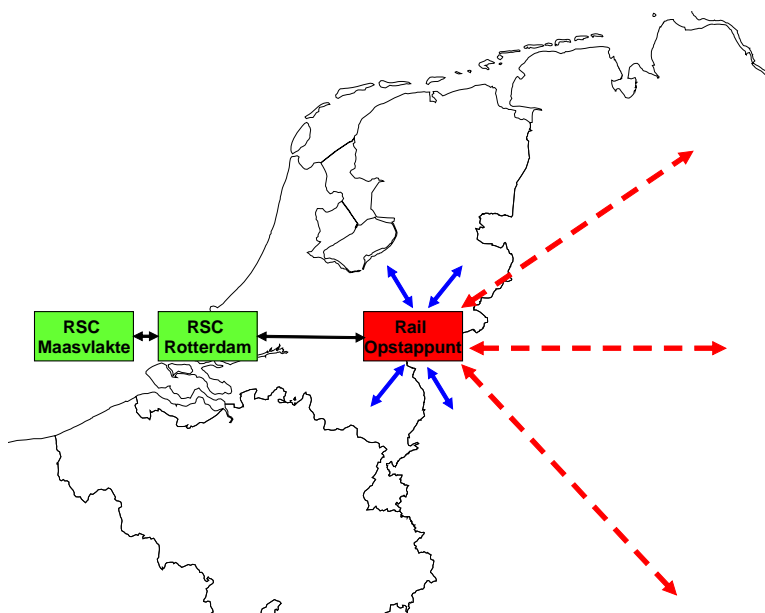 RSC
Maasvlakte
RSC
Rotterdam
Rail
Opstappunt